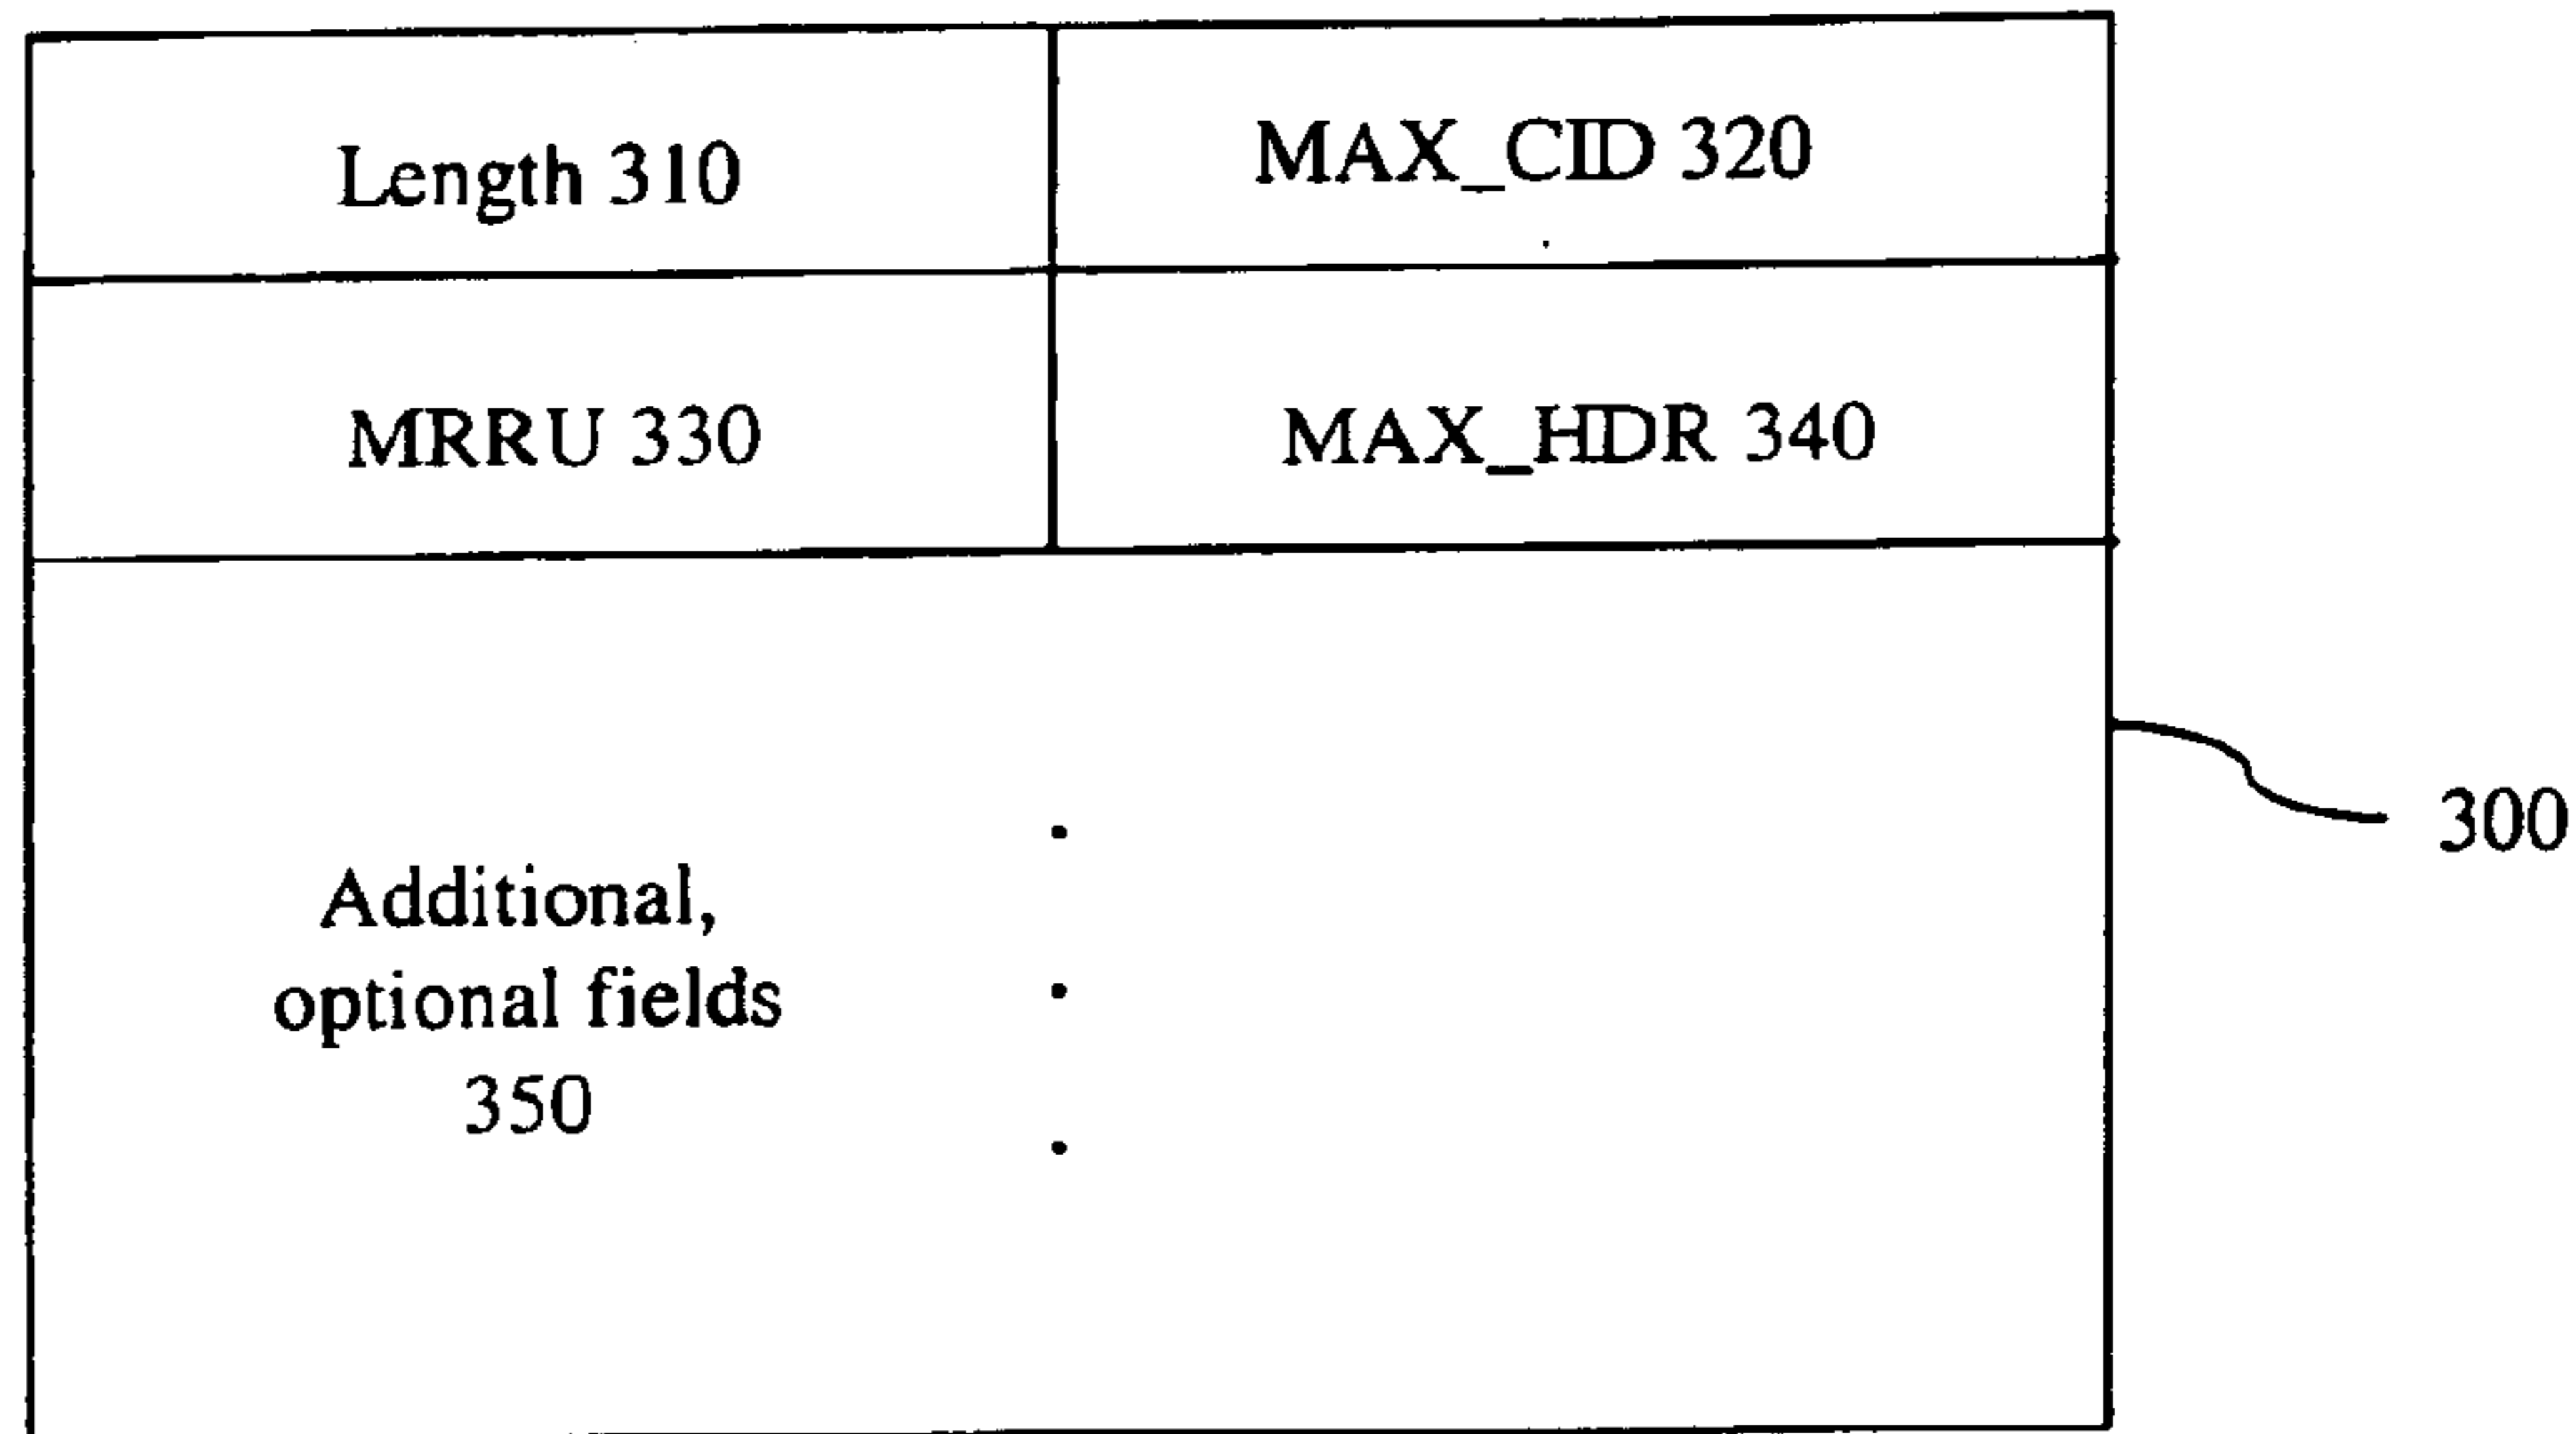 Length 310
MAX_CID 320
MRRU 330
MAX_HDR 340
300
Additional,
optional fields
350